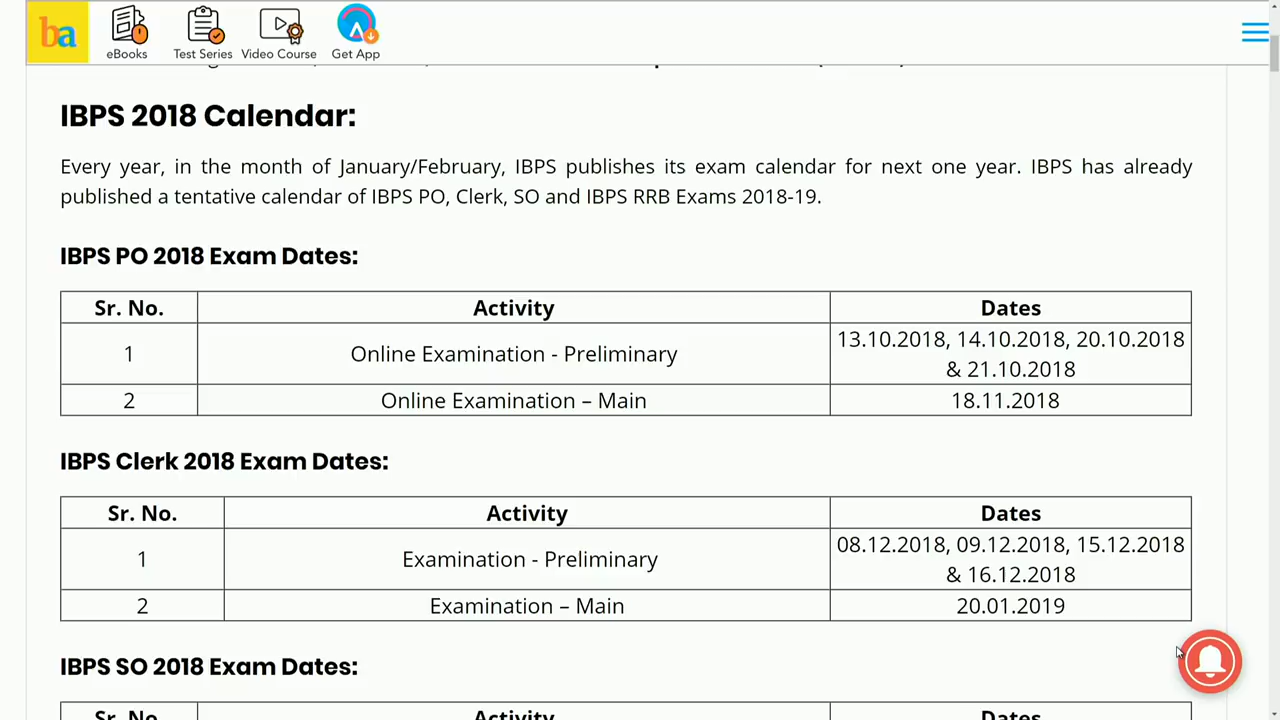 ba
eBooks
Test Series
Video Course
Get App
IBPS 2018 Calendar:
Every year, in the month of January/February, IBPS publishes its exam calendar for next one year. IBPS has already
published a tentative calendar of IBPS PO, Clerk, SO and IBPS RRB Exams 2018-19.
IBPS PO 2018 Exam Dates:
Sr. No. Activity Dates
1 Online Examination - Preliminary 13.10.2018, 14.10.2018, 20.10.2018
& 21.10.2018
2 Online Examination – Main 18.11.2018
IBPS Clerk 2018 Exam Dates:
Sr. No. Activity Dates
1 Examination - Preliminary 08.12.2018, 09.12.2018, 15.12.2018
& 16.12.2018
2 Examination – Main 20.01.2019
IBPS SO 2018 Exam Dates:
Sr. No. Activity Dates